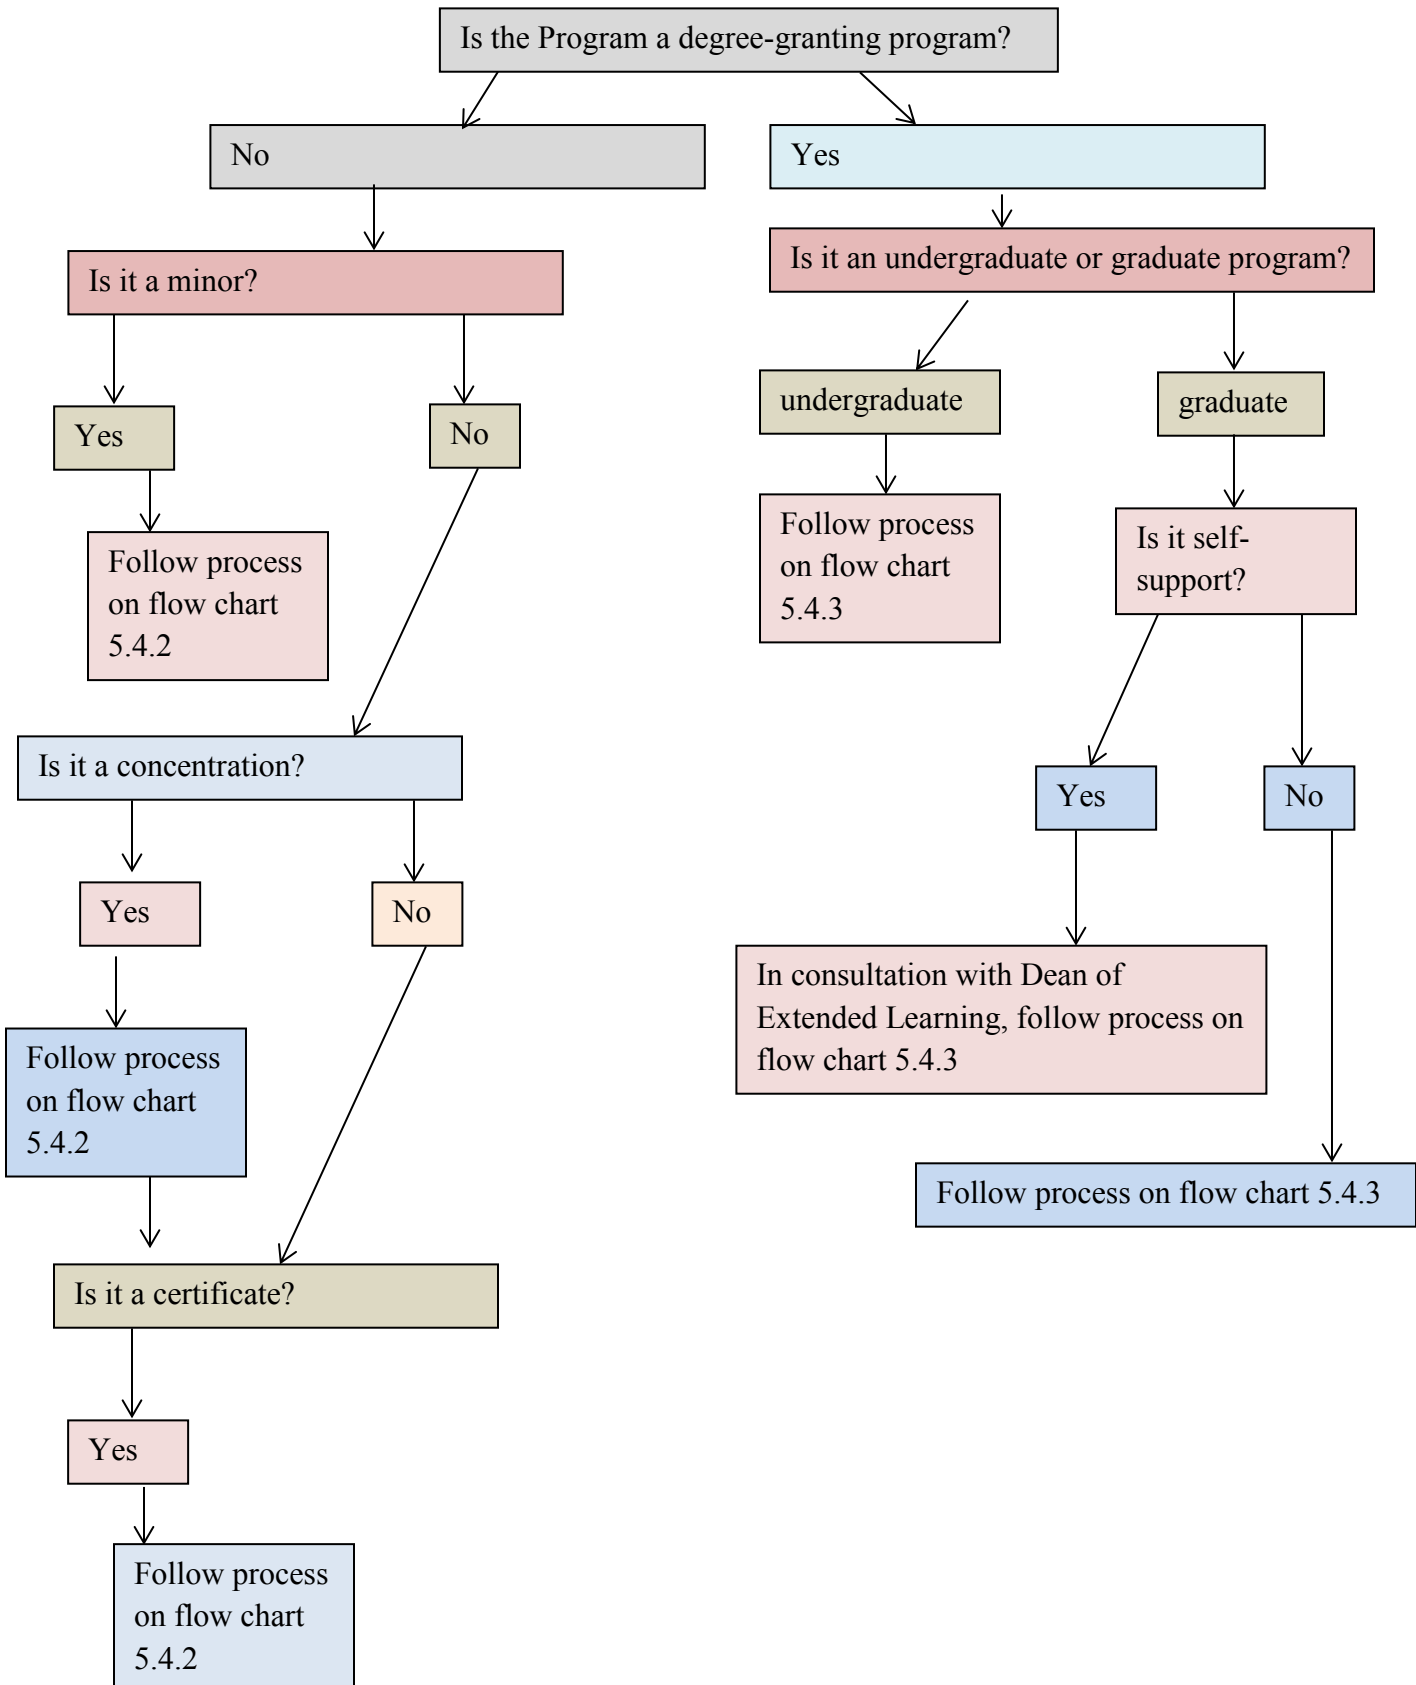 Is the Program a degree-granting program?
No
Yes
Is it a minor?
Is it an undergraduate or graduate program?
Yes
No
undergraduate
graduate
Follow process
on flow chart
5.4.2
Follow process
on flow chart
5.4.3
Is it self-
support?
Is it a concentration?
Yes
No
Yes
No
In consultation with Dean of
Extended Learning, follow process on
flow chart 5.4.3
Follow process
on flow chart
5.4.2
Follow process on flow chart 5.4.3
Is it a certificate?
Yes
Follow process
on flow chart
5.4.2